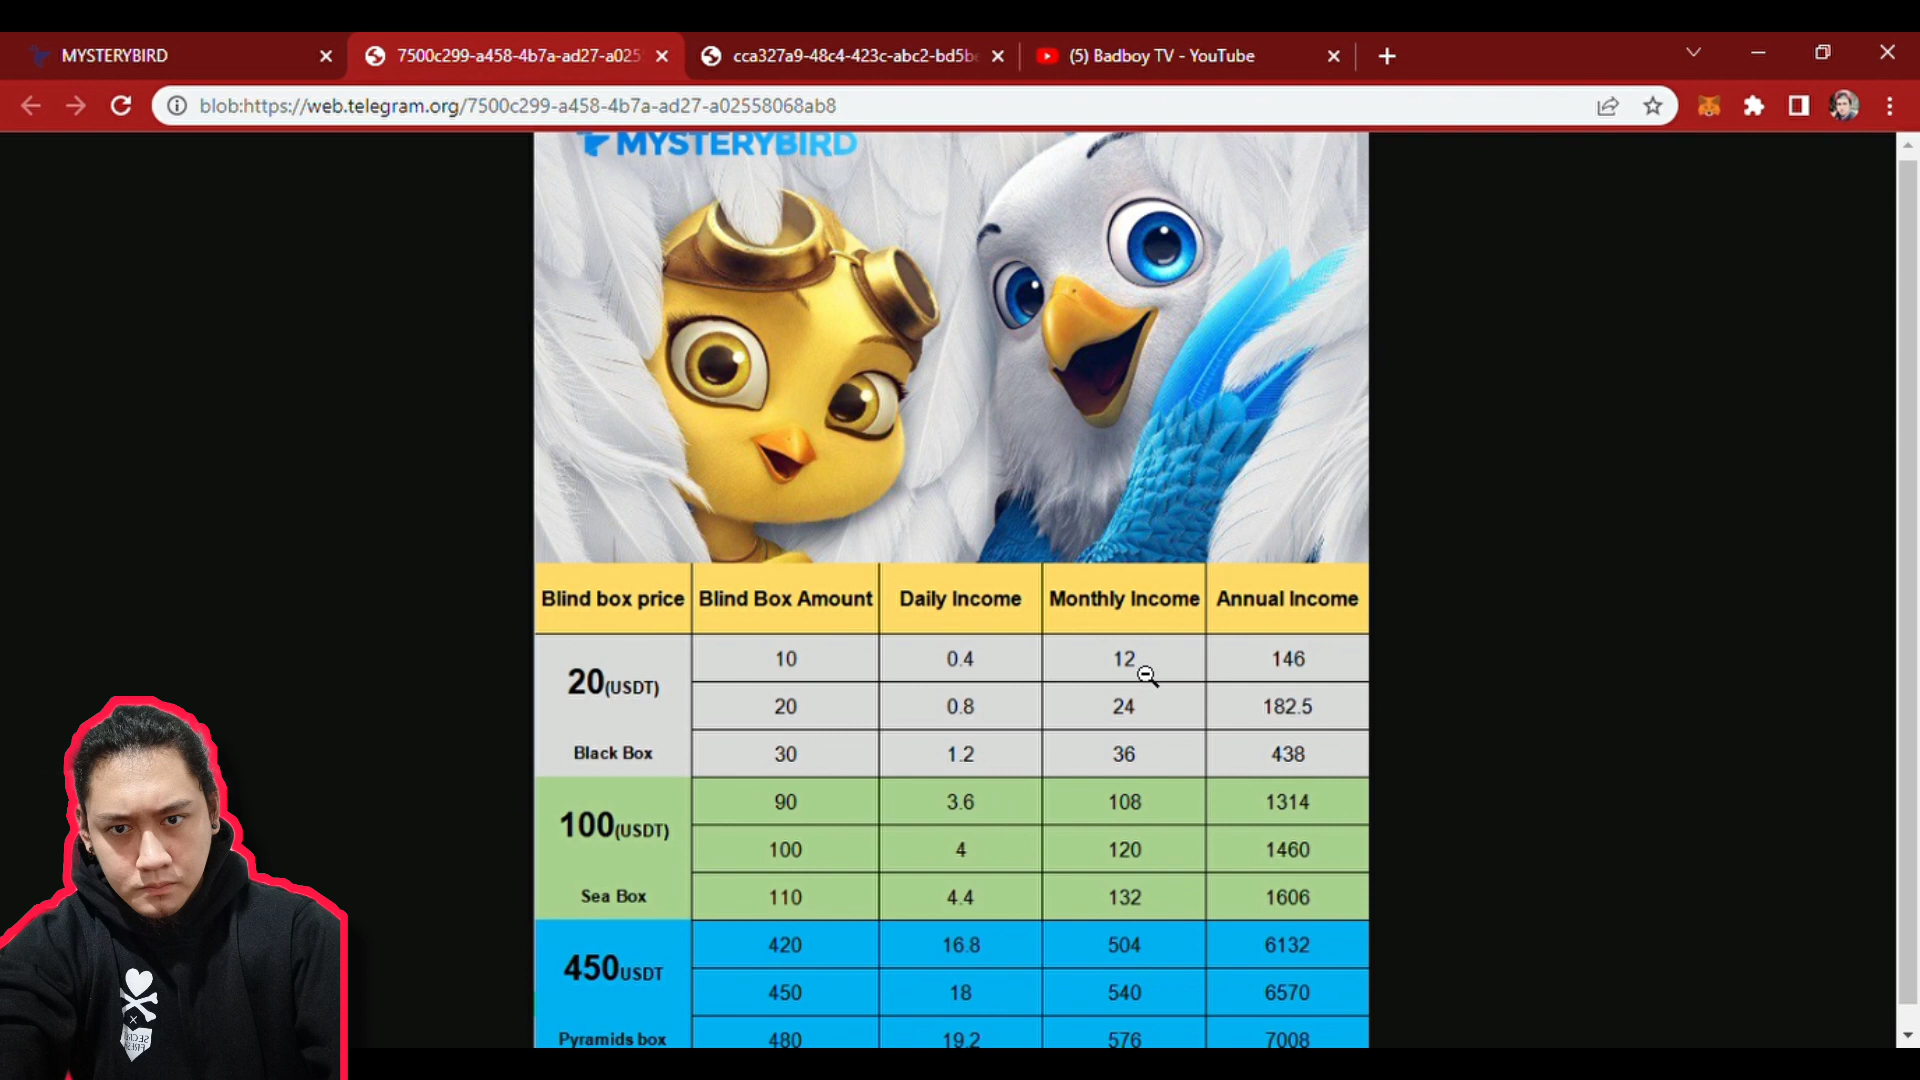 MYSTERYBIRD
7500c299-a458-4b7a-ad27-a025
cca327a9-48c4-423c-abc2-bd5b
(5) Badboy TV - YouTube
blob:https://web.telegram.org/7500c299-a458-4b7a-ad27-a02558068ab8
MYSTERYBIRD
Blind box price Blind Box Amount Daily Income Monthly Income Annual Income
20(USDT)
Black Box
10 0.4 12 146
20 0.8 24 182.5
30 1.2 36 438
100(USDT)
Sea Box
90 3.6 108 1314
100 4 120 1460
110 4.4 132 1606
450USDT
Pyramids box
420 16.8 504 6132
450 18 540 6570
480 19.2 576 7008